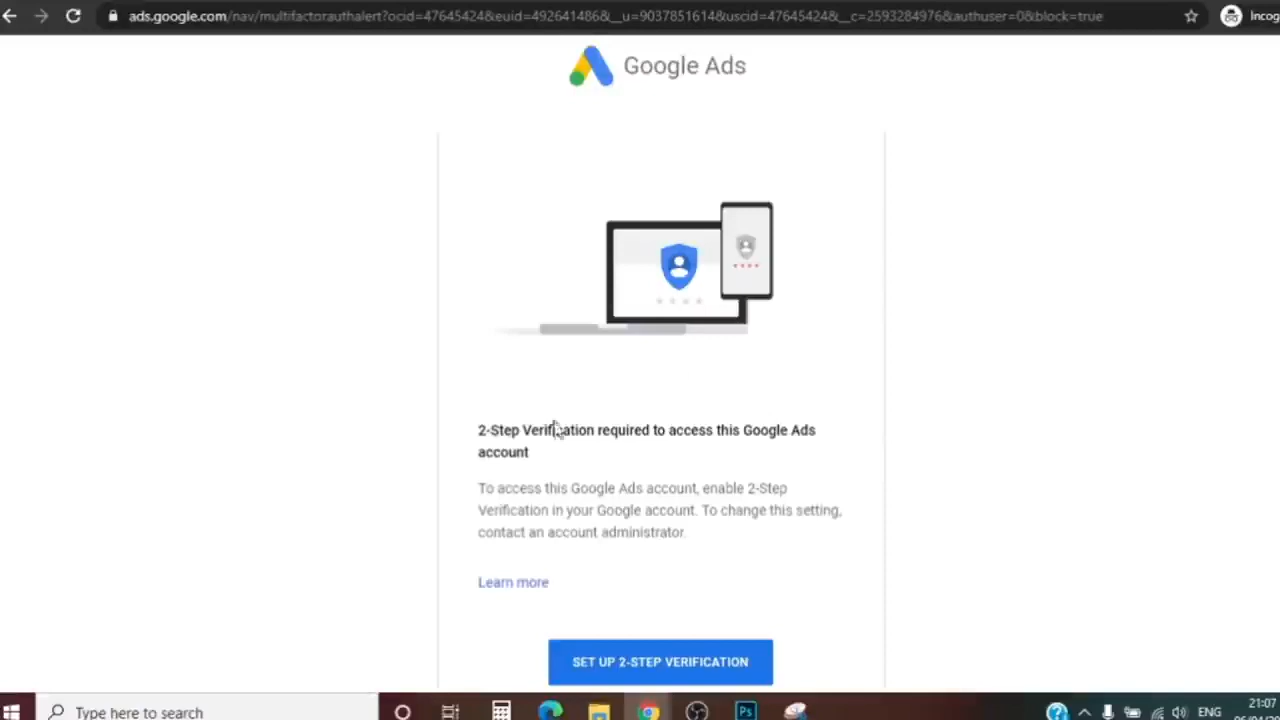 ads.google.com/nav/multifactorauthalert?ocid=47645424&euid=492641486&__u=9037851614&uscid=47645424&__c=2593284976&authuser=0&block=true
Incog
Google Ads
2-Step Verification required to access this Google Ads
account
To access this Google Ads account, enable 2-Step
Verification in your Google account. To change this setting,
contact an account administrator.
Learn more
SET UP 2-STEP VERIFICATION
Type here to search
Ps
ENG
21:07